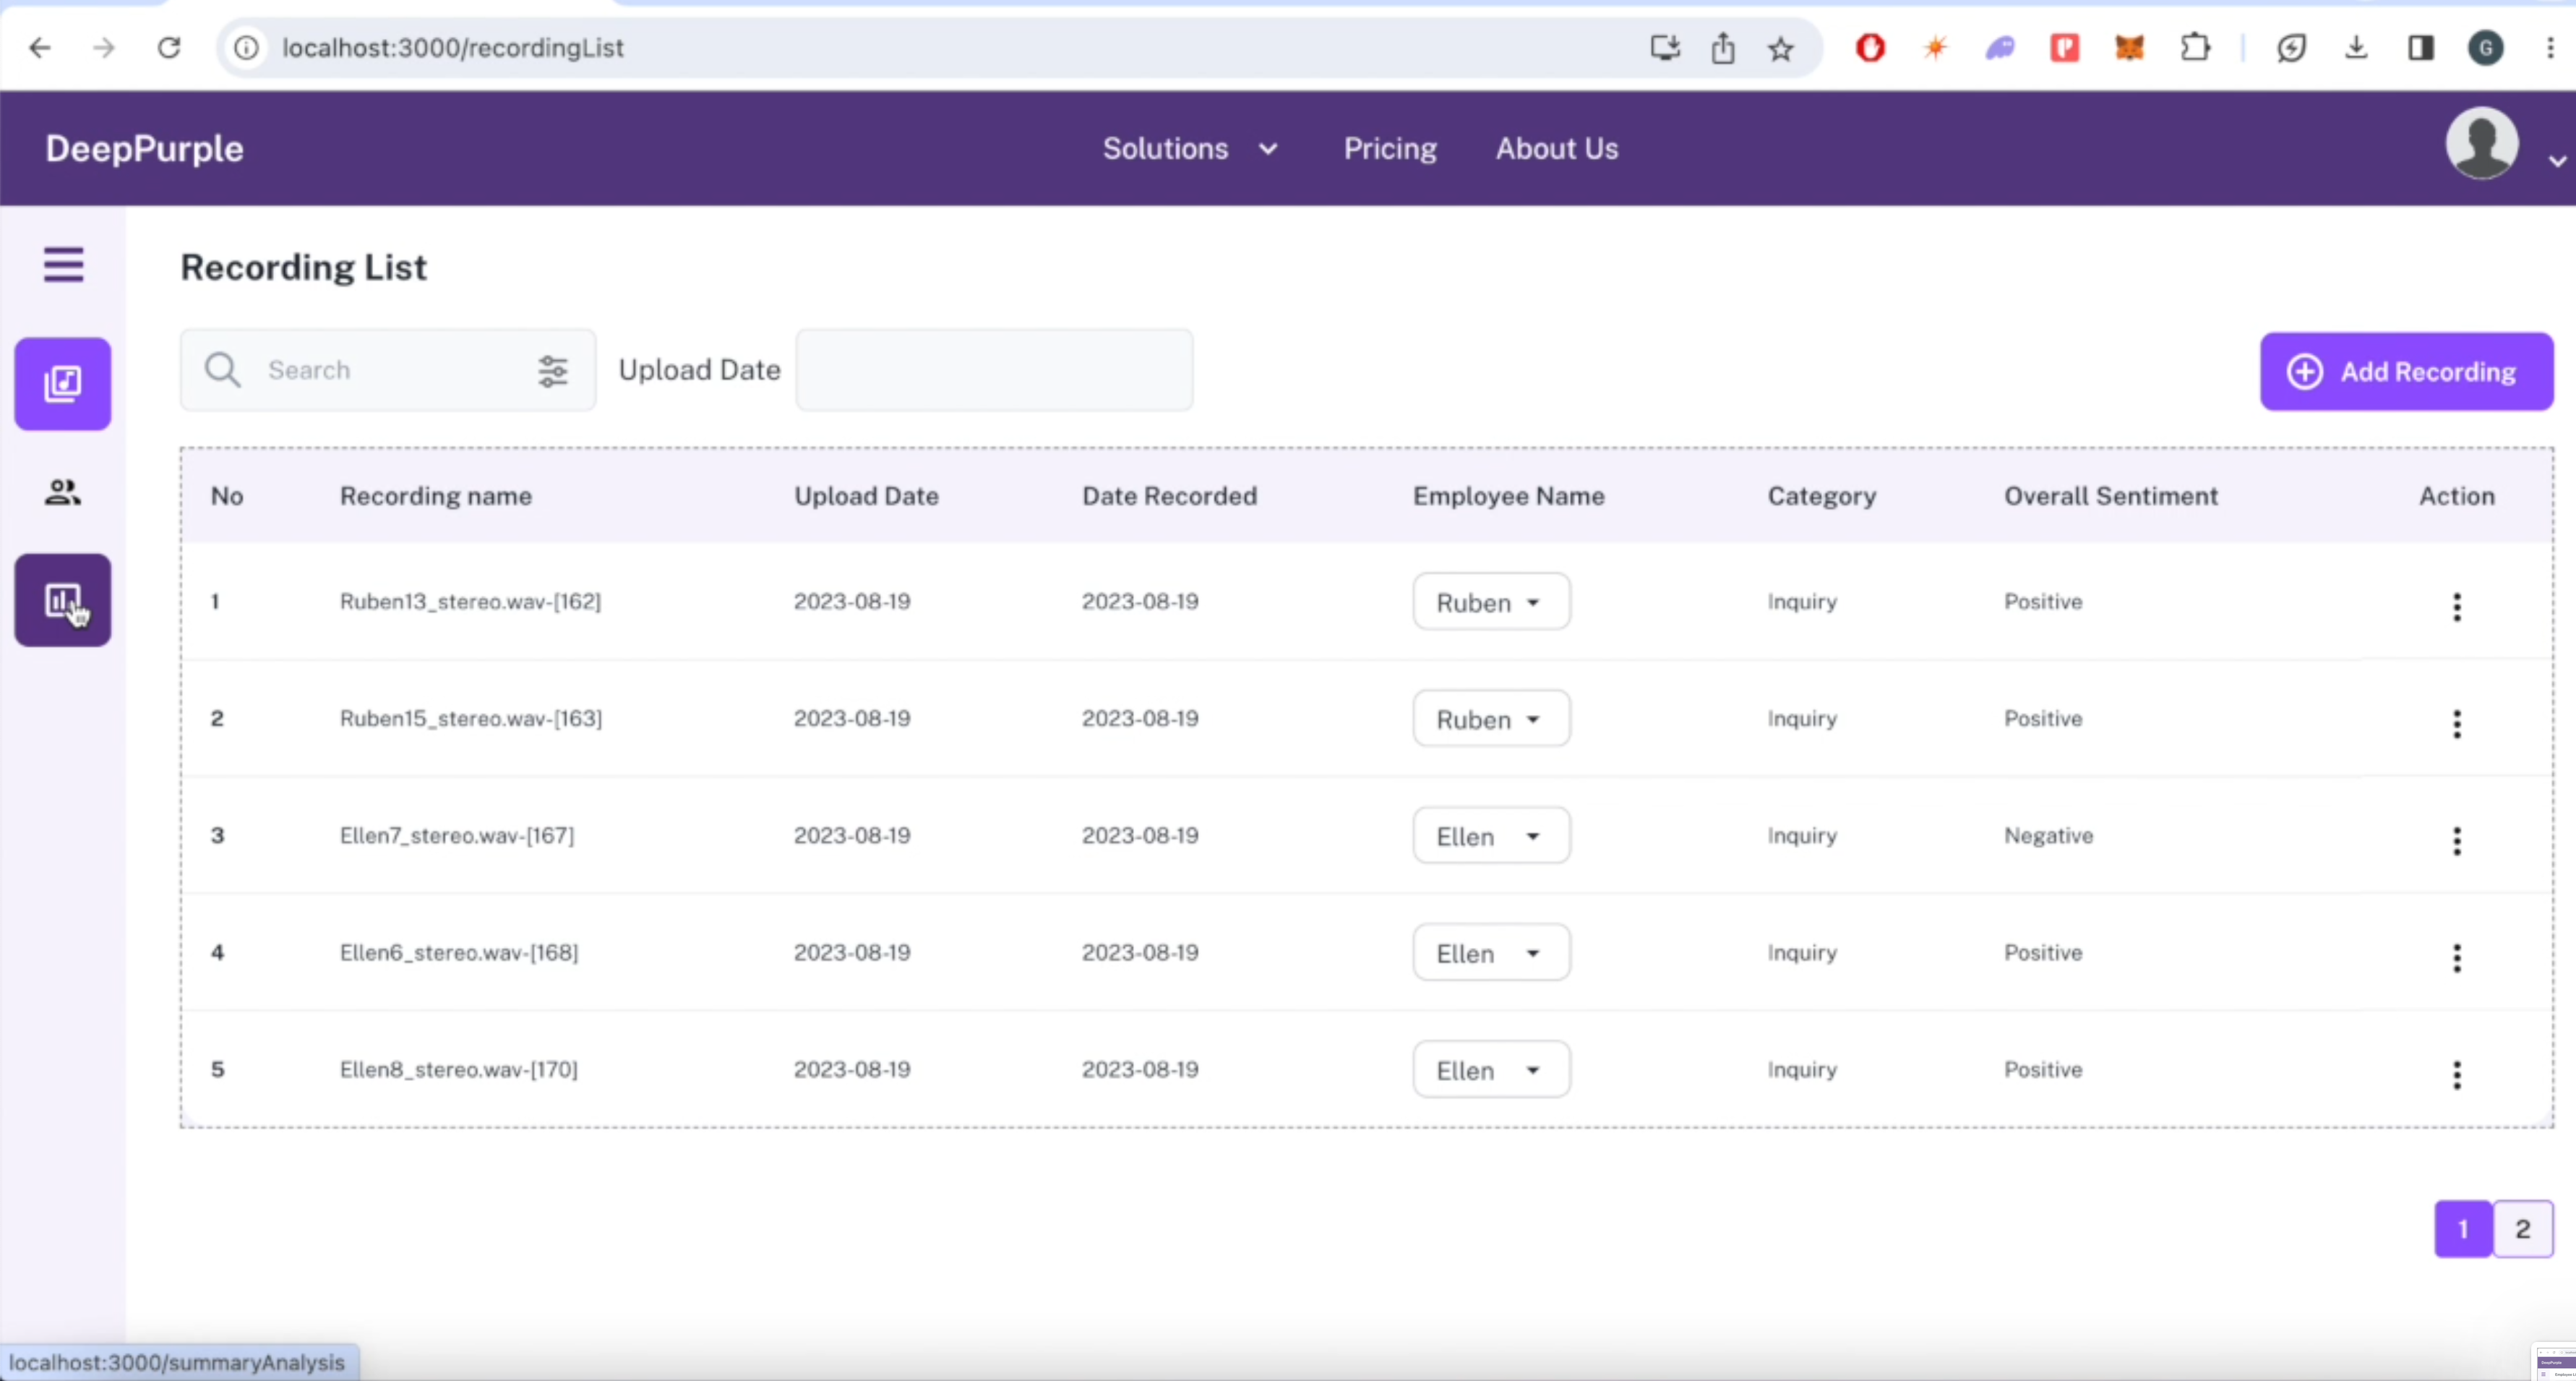 localhost:3000/recordingList
G
DeepPurple
Solutions Pricing About Us
Recording List
Search Upload Date Add Recording
No Recording name Upload Date Date Recorded Employee Name Category Overall Sentiment Action
1 Ruben13_stereo.wav-[162] 2023-08-19 2023-08-19 Ruben Inquiry Positive
2 Ruben15_stereo.wav-[163] 2023-08-19 2023-08-19 Ruben Inquiry Positive
3 Ellen7_stereo.wav-[167] 2023-08-19 2023-08-19 Ellen Inquiry Negative
4 Ellen6_stereo.wav-[168] 2023-08-19 2023-08-19 Ellen Inquiry Positive
5 Ellen8_stereo.wav-[170] 2023-08-19 2023-08-19 Ellen Inquiry Positive
1 2
localhost:3000/summaryAnalysis